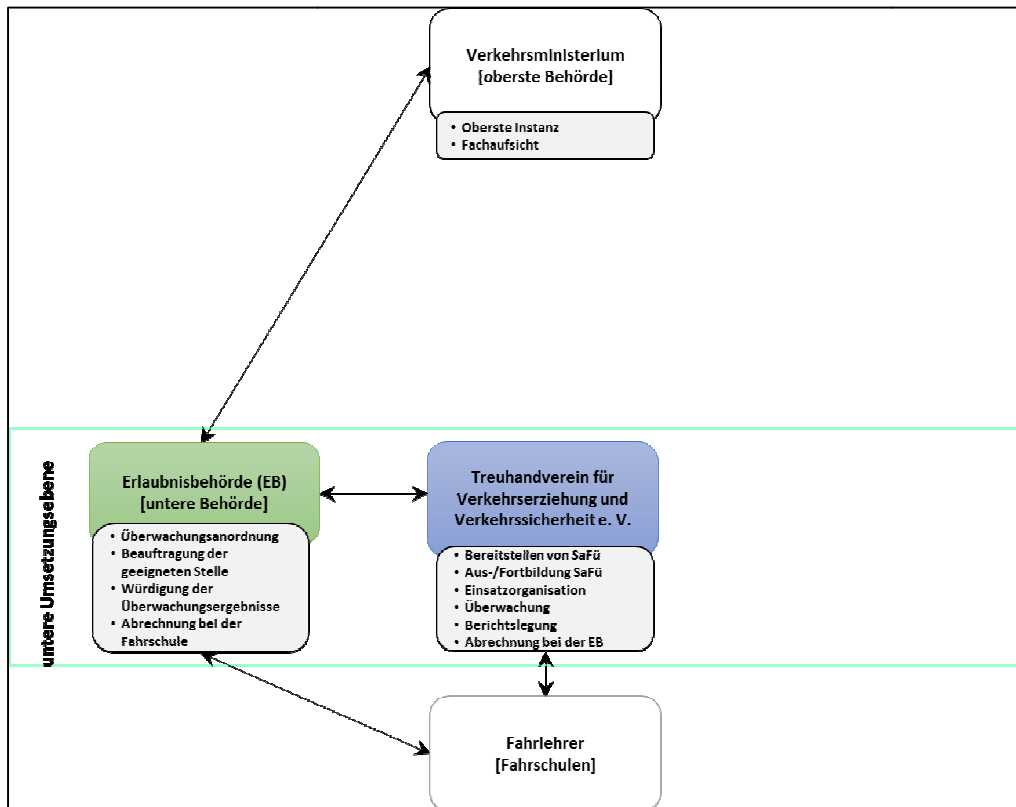 Verkehrsministerium
[oberste Behörde]
• Oberste Instanz
• Fachaufsicht
untere Umsetzungsebene
Erlaubnisbehörde (EB)
[untere Behörde]
• Überwachungsanordnung
• Beauftragung der
geeigneten Stelle
• Würdigung der
Überwachungsergebnisse
• Abrechnung bei der
Fahrschule
Treuhandverein für
Verkehrserziehung und
Verkehrssicherheit e. V.
• Bereitstellen von SaFü
• Aus-/Fortbildung SaFü
• Einsatzorganisation
• Überwachung
• Berichtslegung
• Abrechnung bei der EB
Fahrlehrer
[Fahrschulen]